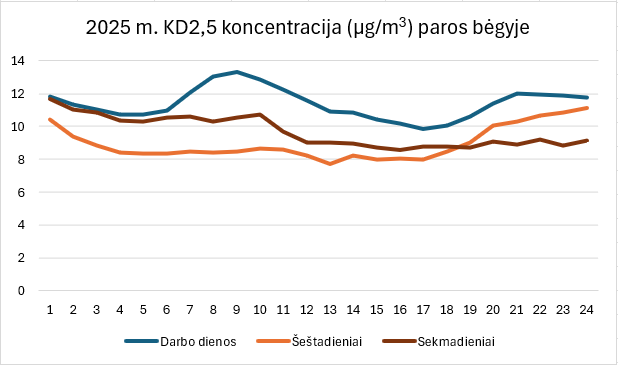 2025 m. KD2,5 koncentracija (µg/m³) paros bėgyje
14
12
10
8
6
4
2
0
1 2 3 4 5 6 7 8 9 10 11 12 13 14 15 16 17 18 19 20 21 22 23 24
Darbo dienos Šeštadieniai Sekmadieniai